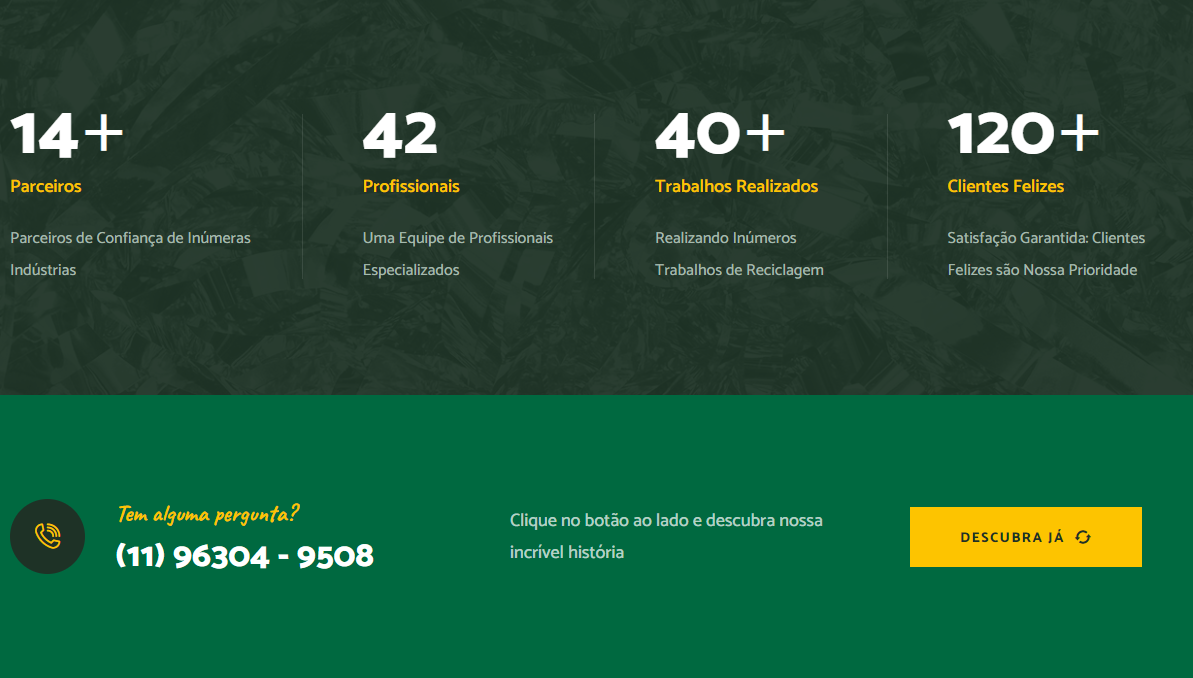 14+
Parceiros
Parceiros de Confiança de Inúmeras
Indústrias
42
Profissionais
Uma Equipe de Profissionais
Especializados
40+
Trabalhos Realizados
Realizando Inúmeros
Trabalhos de Reciclagem
120+
Clientes Felizes
Satisfação Garantida: Clientes
Felizes são Nossa Prioridade
Tem alguma pergunta?
(11) 96304 - 9508
Clique no botão ao lado e descubra nossa
incrível história
DESCUBRA JÁ